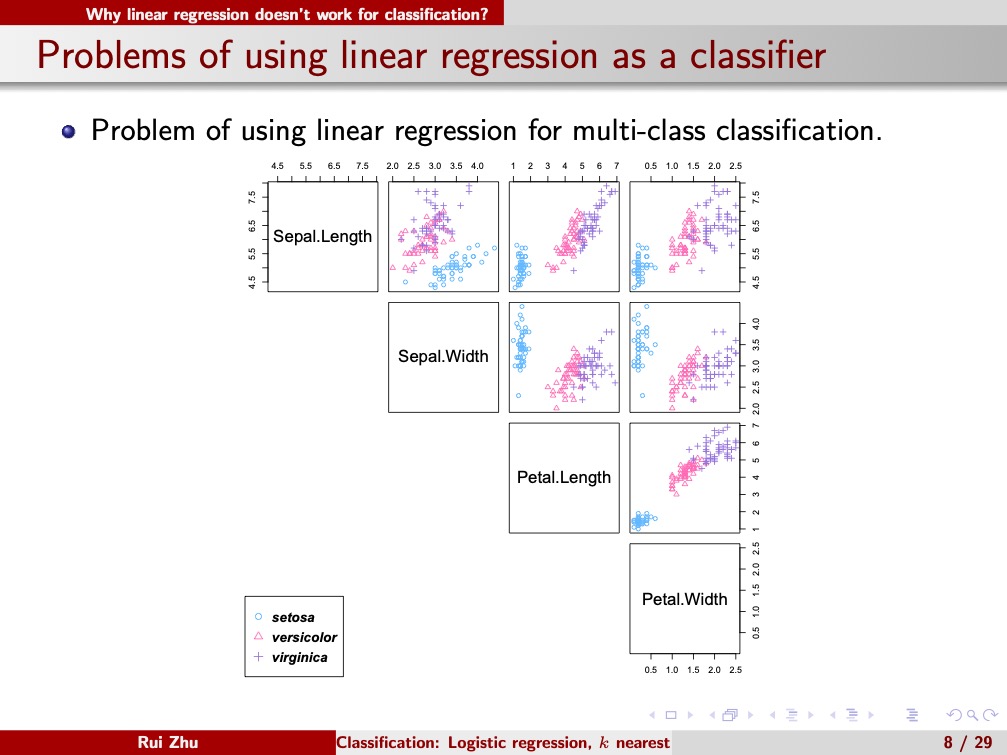 Why linear regression doesn't work for classification?
Problems of using linear regression as a classifier
Problem of using linear regression for multi-class classification.
4.5 5.5 6.5 7.5 2.0 2.5 3.0 3.5 4.0 1 2 3 4 5 6 7 0.5 1.0 1.5 2.0 2.5
4.5 5.5 6.5 7.5
Sepal.Length
4.5 5.5 6.5 7.5
Sepal.Width
2.0 2.5 3.0 3.5 4.0
Petal.Length
1 2 3 4 5 6 7
Petal.Width
0.5 1.0 1.5 2.0 2.5
0.5 1.0 1.5 2.0 2.5
setosa
versicolor
virginica
Rui Zhu Classification: Logistic regression, k nearest 8 / 29